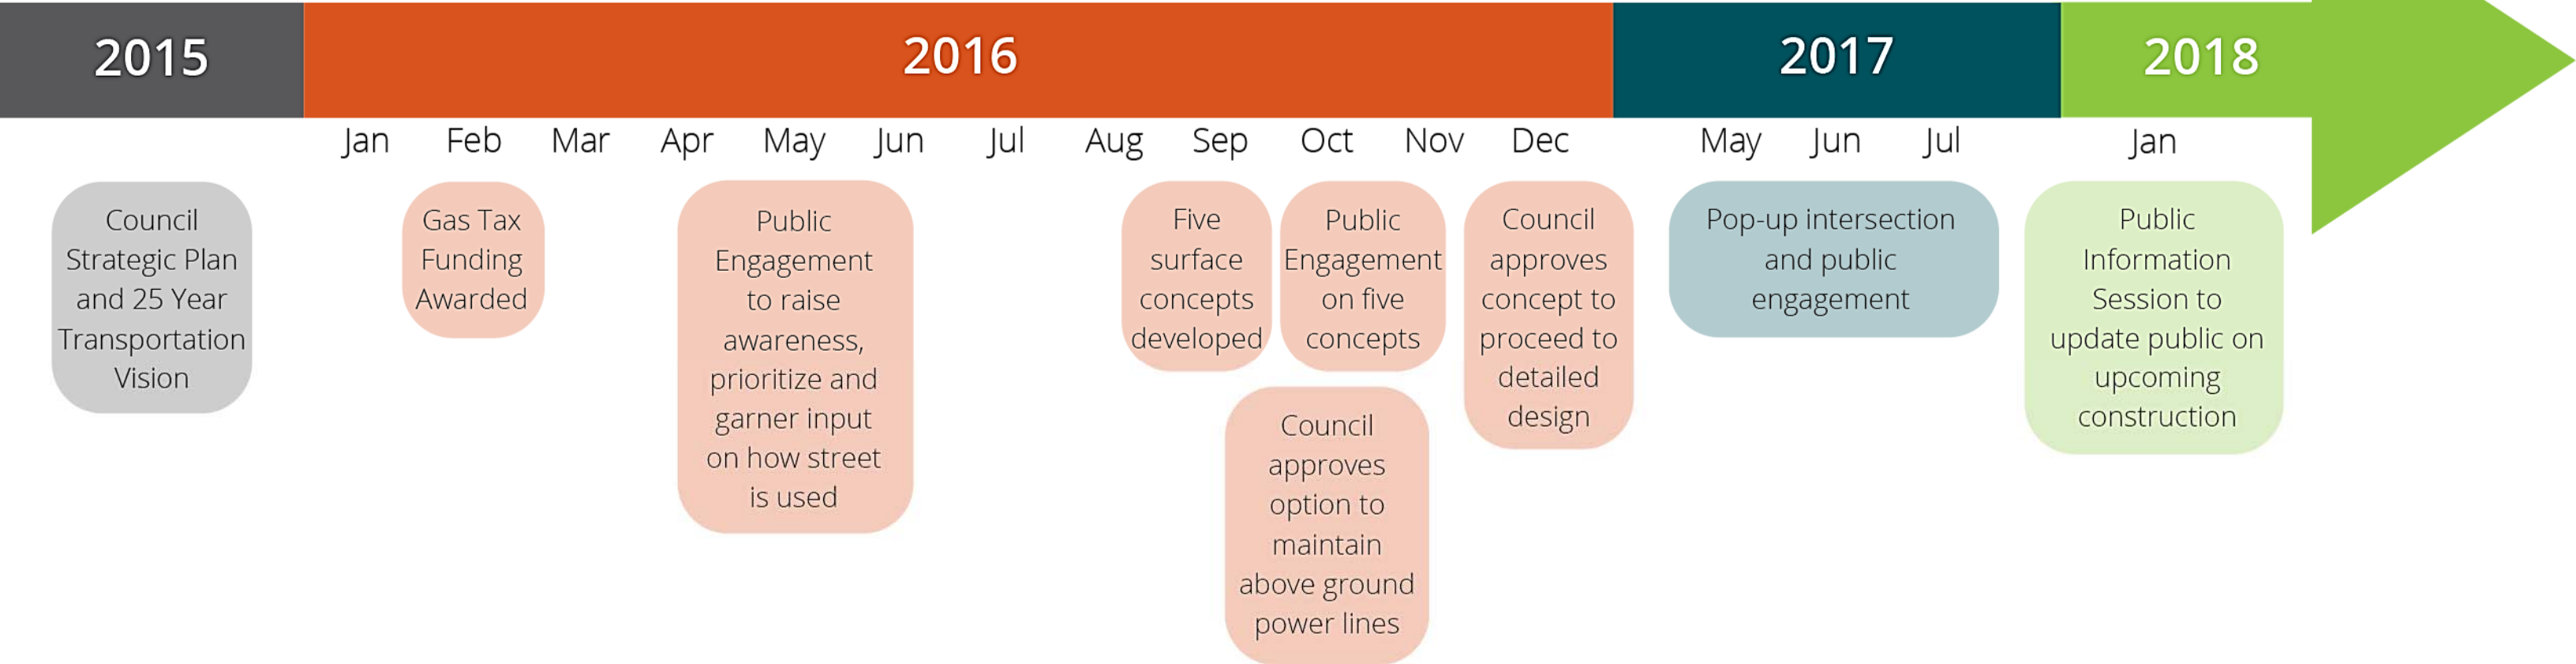 2015
2016
2017
2018
Jan
Feb
Mar
Apr
May
Jun
Jul
Aug
Sep
Oct
Nov
Dec
May
Jun
Jul
Jan
Council
Strategic Plan
and 25 Year
Transportation
Vision
Gas Tax
Funding
Awarded
Public
Engagement
to raise
awareness,
prioritize and
garner input
on how street
is used
Five
surface
concepts
developed
Public
Engagement
on five
concepts
Council
approves
option to
maintain
above ground
power lines
Council
approves
concept to
proceed to
detailed
design
Pop-up intersection
and public
engagement
Public
Information
Session to
update public on
upcoming
construction